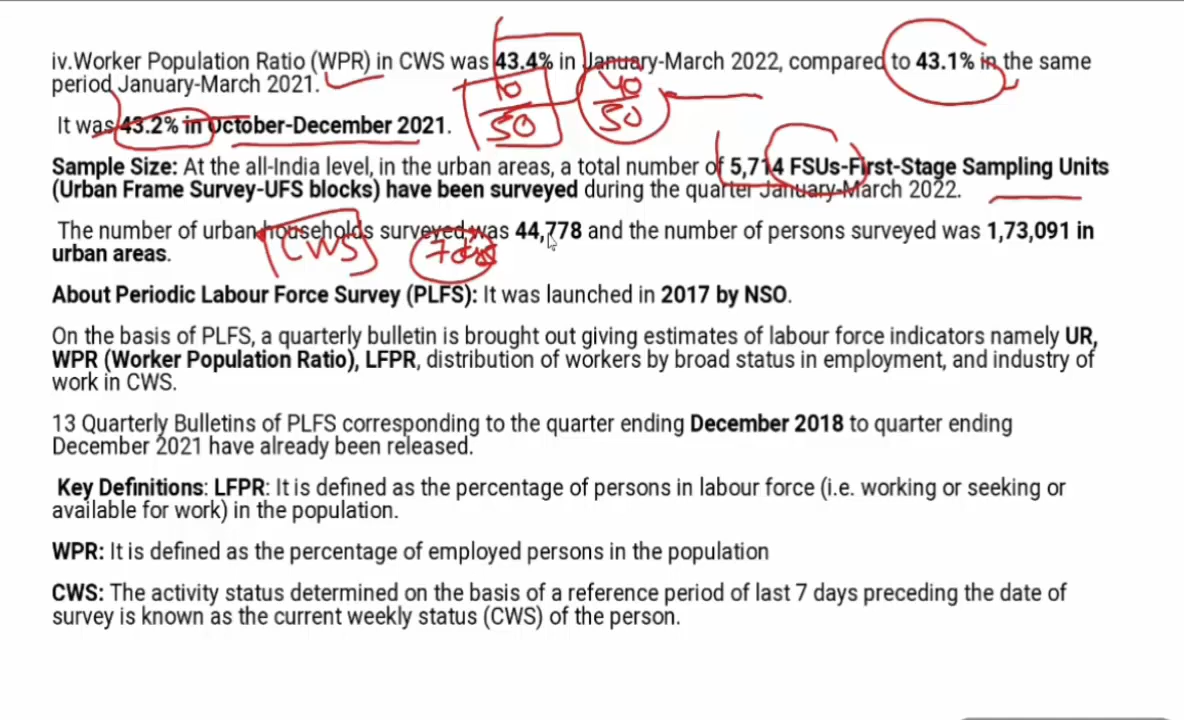 iv.Worker Population Ratio (WPR) in CWS was 43.4% in January-March 2022, compared to 43.1% in the same
period January-March 2021.
10
50
40
50
It was 43.2% in October-December 2021.
Sample Size: At the all-India level, in the urban areas, a total number of 5,714 FSUs-First-Stage Sampling Units
(Urban Frame Survey-UFS blocks) have been surveyed during the quarter January-March 2022.
The number of urban households surveyed was 44,778 and the number of persons surveyed was 1,73,091 in
urban areas.
CWS
7
About Periodic Labour Force Survey (PLFS): It was launched in 2017 by NSO.
On the basis of PLFS, a quarterly bulletin is brought out giving estimates of labour force indicators namely UR,
WPR (Worker Population Ratio), LFPR, distribution of workers by broad status in employment, and industry of
work in CWS.
13 Quarterly Bulletins of PLFS corresponding to the quarter ending December 2018 to quarter ending
December 2021 have already been released.
Key Definitions: LFPR: It is defined as the percentage of persons in labour force (i.e. working or seeking or
available for work) in the population.
WPR: It is defined as the percentage of employed persons in the population
CWS: The activity status determined on the basis of a reference period of last 7 days preceding the date of
survey is known as the current weekly status (CWS) of the person.